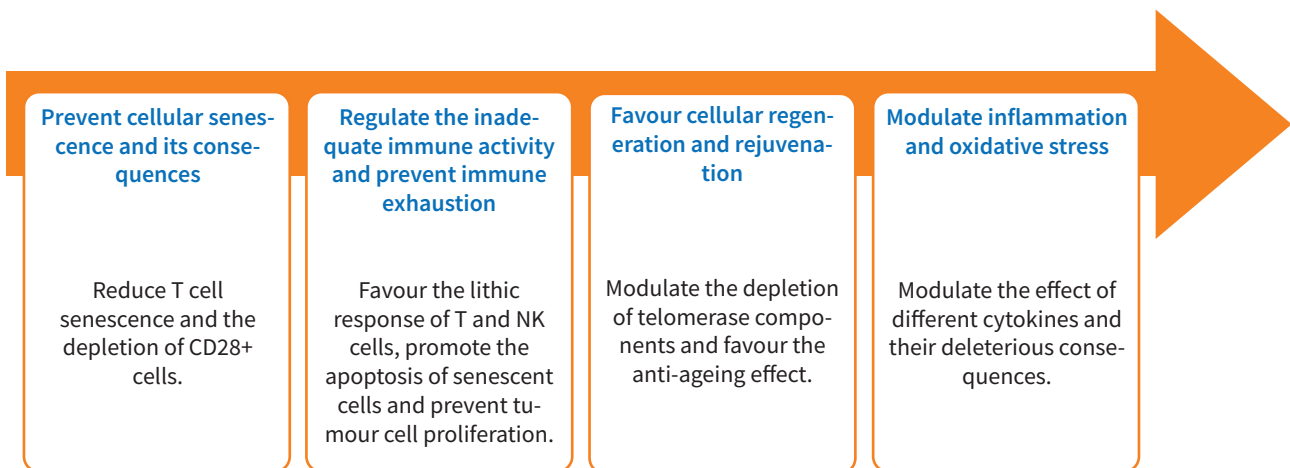 Prevent cellular senes-
cence and its conse-
quences
Reduce T cell
senescence and the
depletion of CD28+
cells.
Regulate the inade-
quate immune activity
and prevent immune
exhaustion
Favour the lithic
response of T and NK
cells, promote the
apoptosis of senescent
cells and prevent tu-
mour cell proliferation.
Favour cellular regen-
eration and rejuvena-
tion
Modulate the depletion
of telomerase compo-
nents and favour the
anti-ageing effect.
Modulate inflammation
and oxidative stress
Modulate the effect of
different cytokines and
their deleterious conse-
quences.